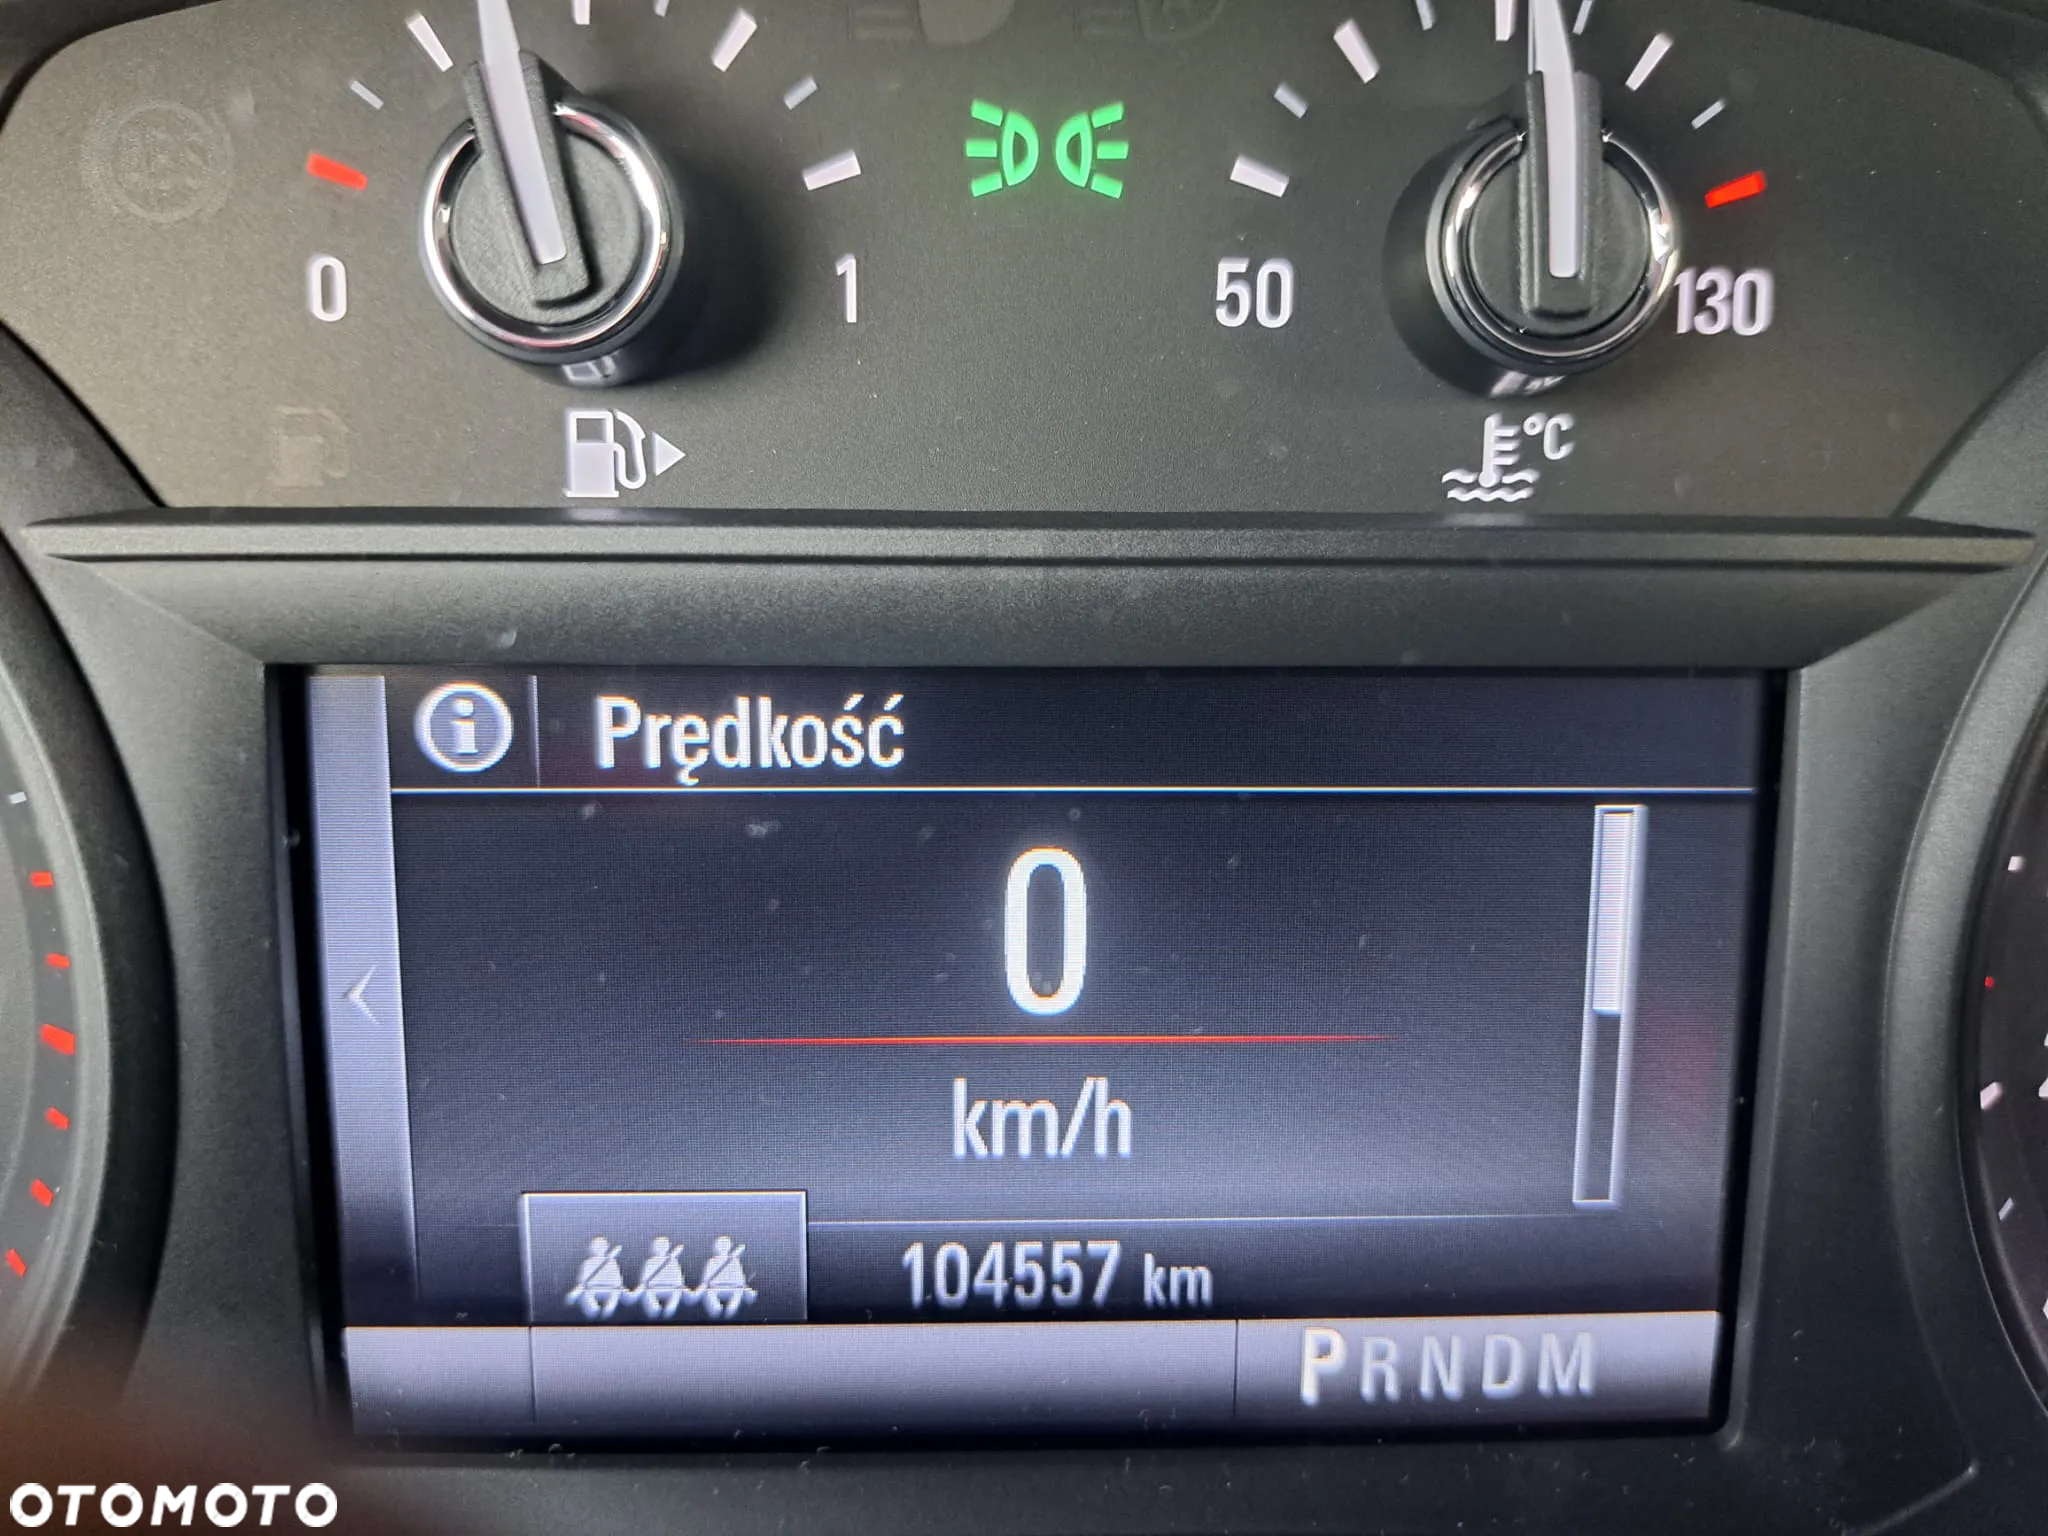 0 1 50 130
°C
Prędkość
0
km/h
104557 km
PRNDM
OTOMOTO